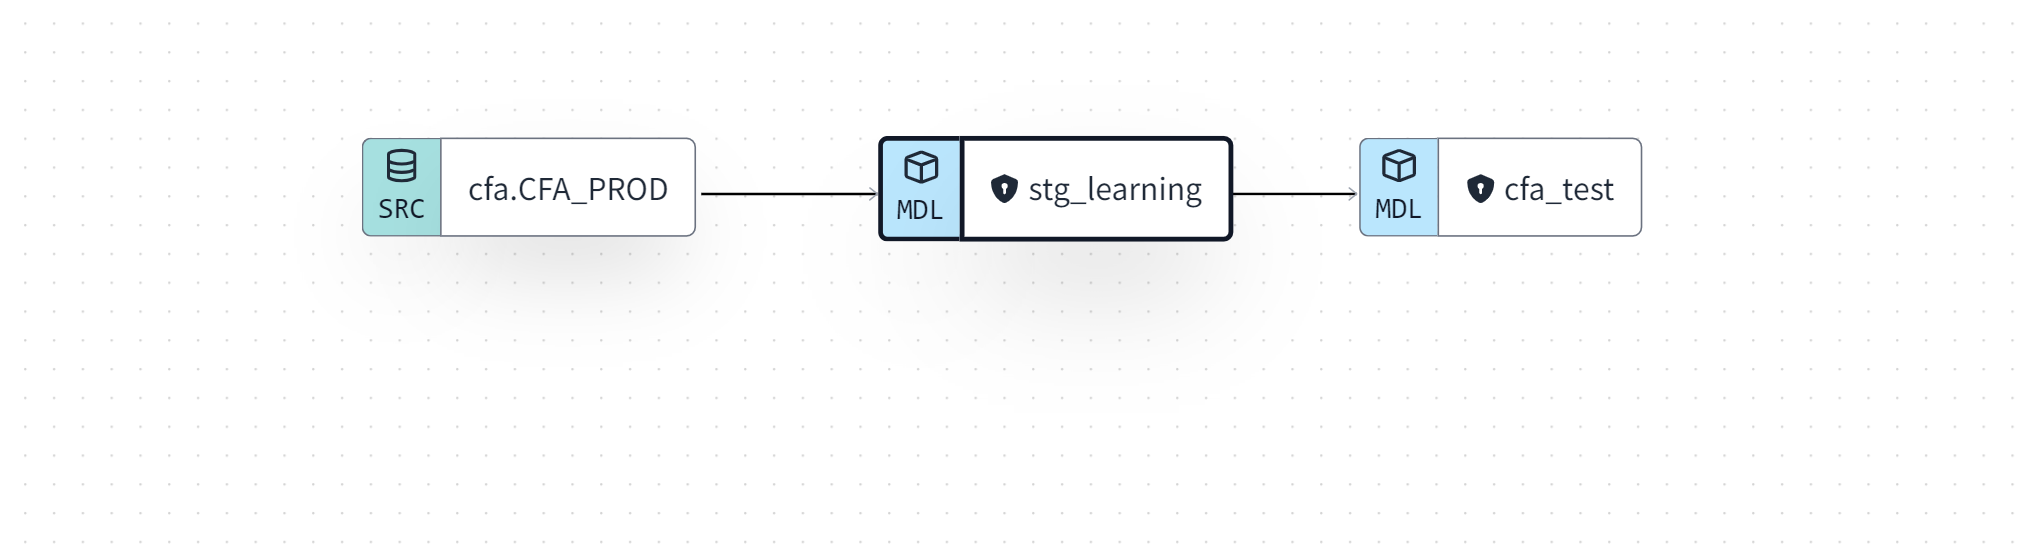 SRC
cfa.CFA_PROD
MDL
stg_learning
MDL
cfa_test